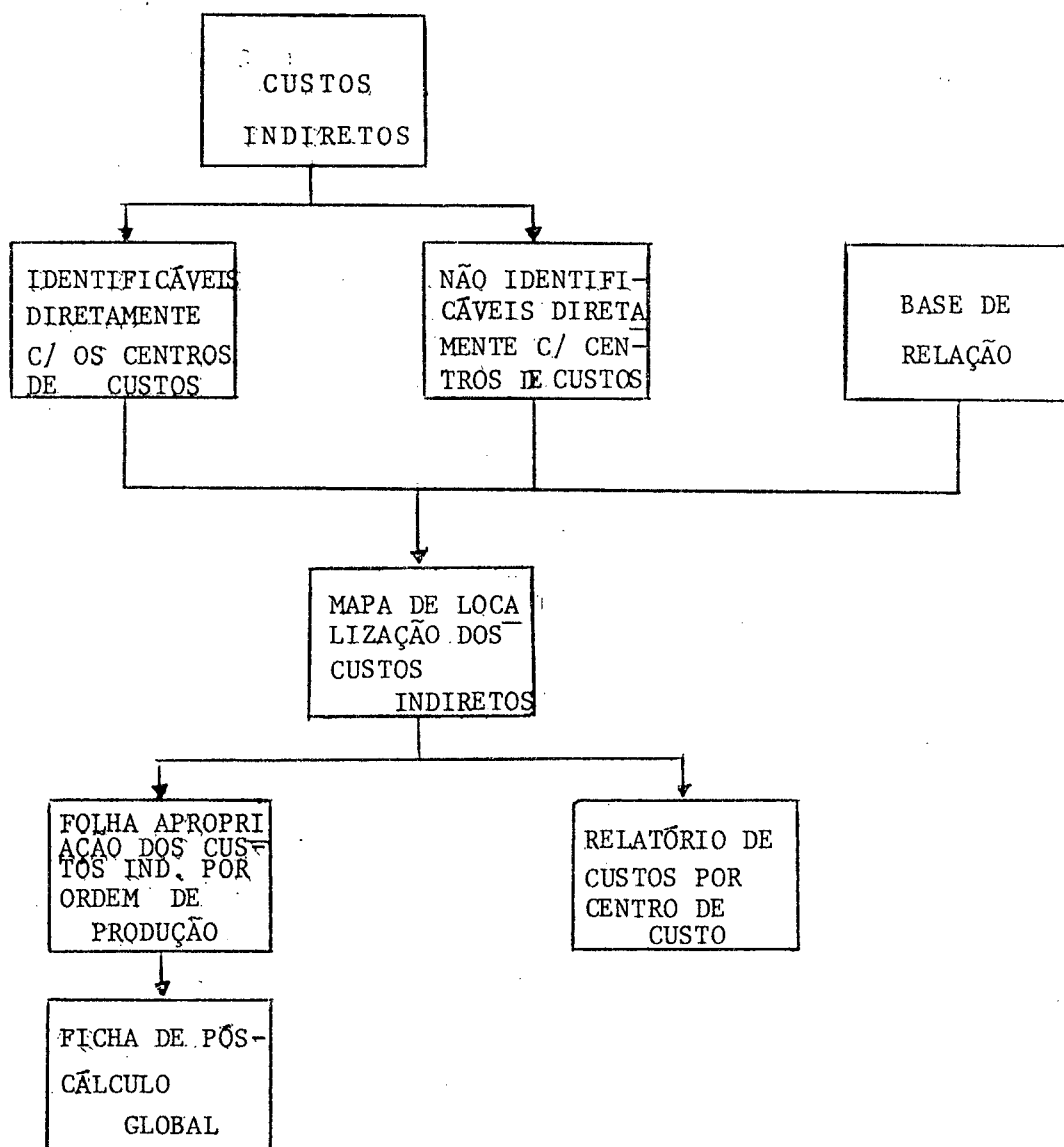 CUSTOS
INDIRETOS
IDENTIFICÁVEIS
DIRETAMENTE
C/ OS CENTROS
DE CUSTOS
NÃO IDENTIFI-
CÁVEIS DIRETA
MENTE C/ CEN-
TROS DE CUSTOS
BASE DE
RELAÇÃO
MAPA DE LOCA
LIZAÇÃO DOS
CUSTOS
INDIRETOS
FOLHA APROPRI
AÇÃO DOS CUS-
TOS IND. POR
ORDEM DE
PRODUÇÃO
RELATÓRIO DE
CUSTOS POR
CENTRO DE
CUSTO
FICHA DE PÓS-
CÁLCULO
GLOBAL